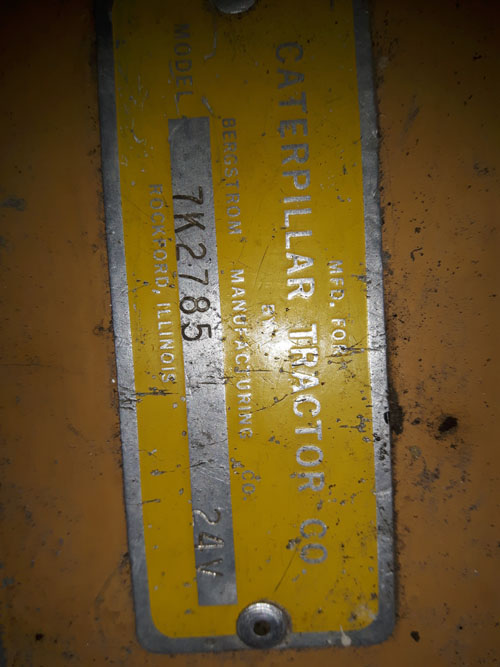 MFD. FOR
CATERPILLAR TRACTOR CO.
BY
BERGSTROM MANUFACTURING CO.
MODEL 7K2785 24V
ROCKFORD, ILLINOIS